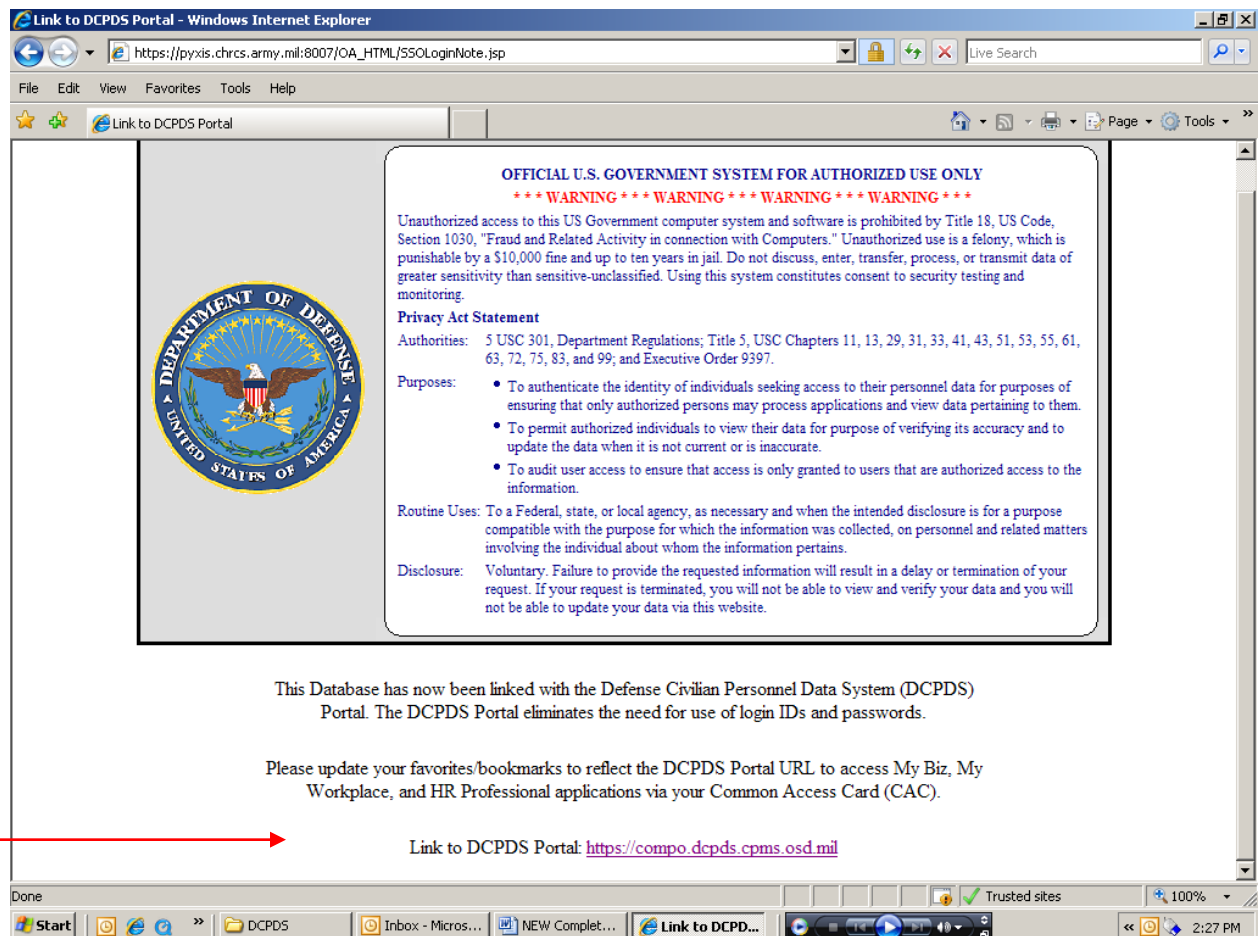 Link to DCPDS Portal - Windows Internet Explorer
https://pyxis.chrcs.army.mil:8007/OA_HTML/SSOLoginNote.jsp
Live Search
File Edit View Favorites Tools Help
Link to DCPDS Portal
Page Tools
OFFICIAL U.S. GOVERNMENT SYSTEM FOR AUTHORIZED USE ONLY
* * * WARNING * * * WARNING * * * WARNING * * * WARNING * * *
Unauthorized access to this US Government computer system and software is prohibited by Title 18, US Code,
Section 1030, "Fraud and Related Activity in connection with Computers." Unauthorized use is a felony, which is
punishable by a $10,000 fine and up to ten years in jail. Do not discuss, enter, transfer, process, or transmit data of
greater sensitivity than sensitive-unclassified. Using this system constitutes consent to security testing and
monitoring.
Privacy Act Statement
Authorities: 5 USC 301, Department Regulations; Title 5, USC Chapters 11, 13, 29, 31, 33, 41, 43, 51, 53, 55, 61,
63, 72, 75, 83, and 99; and Executive Order 9397.
Purposes: • To authenticate the identity of individuals seeking access to their personnel data for purposes of
ensuring that only authorized persons may process applications and view data pertaining to them.
• To permit authorized individuals to view their data for purpose of verifying its accuracy and to
update the data when it is not current or is inaccurate.
• To audit user access to ensure that access is only granted to users that are authorized access to the
information.
Routine Uses: To a Federal, state, or local agency, as necessary and when the intended disclosure is for a purpose
compatible with the purpose for which the information was collected, on personnel and related matters
involving the individual about whom the information pertains.
Disclosure: Voluntary. Failure to provide the requested information will result in a delay or termination of your
request. If your request is terminated, you will not be able to view and verify your data and you will
not be able to update your data via this website.
DEPARTMENT OF DEFENSE
UNITED STATES OF AMERICA
This Database has now been linked with the Defense Civilian Personnel Data System (DCPDS)
Portal. The DCPDS Portal eliminates the need for use of login IDs and passwords.
Please update your favorites/bookmarks to reflect the DCPDS Portal URL to access My Biz, My
Workplace, and HR Professional applications via your Common Access Card (CAC).
Link to DCPDS Portal: https://compo.dcpds.cpms.osd.mil
Done Trusted sites 100%
Start DCPDS Inbox - Micros... NEW Complet... Link to DCPD... 2:27 PM